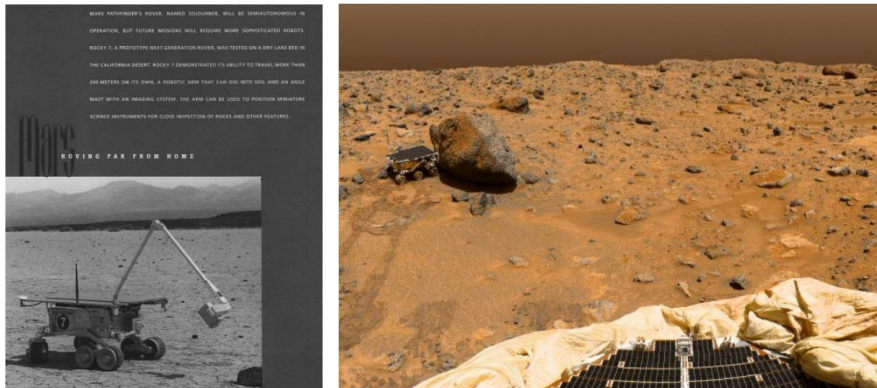 MARS PATHFINDER'S ROVER, NAMED SOJOURNER, WILL BE SEMIAUTONOMOUS IN
OPERATION, BUT FUTURE MISSIONS WILL REQUIRE MORE SOPHISTICATED ROBOTS.
ROCKY 7, A PROTOTYPE NEXT-GENERATION ROVER, WAS TESTED ON A DRY LAKE BED IN
THE CALIFORNIA DESERT. ROCKY 7 DEMONSTRATED ITS ABILITY TO TRAVEL MORE THAN
200 METERS ON ITS OWN, A ROBOTIC ARM THAT CAN DIG INTO SOIL AND AN AGILE
MAST WITH AN IMAGING SYSTEM. THE ARM CAN BE USED TO POSITION MINIATURE
SCIENCE INSTRUMENTS FOR CLOSE INSPECTION OF ROCKS AND OTHER FEATURES.
Mars
ROVING FAR FROM HOME
7